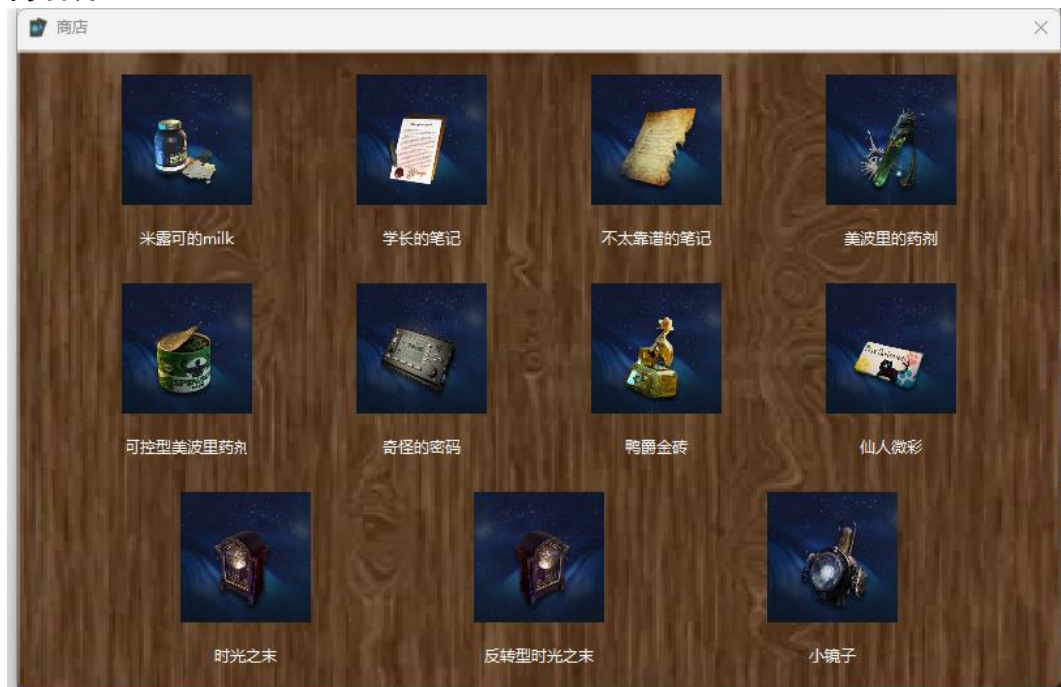 商店
米露可的milk
学长的笔记
不太靠谱的笔记
美波里的药剂
可控型美波里药剂
奇怪的密码
鸭爵金砖
仙人微彩
时光之末
反转型时光之末
小镜子